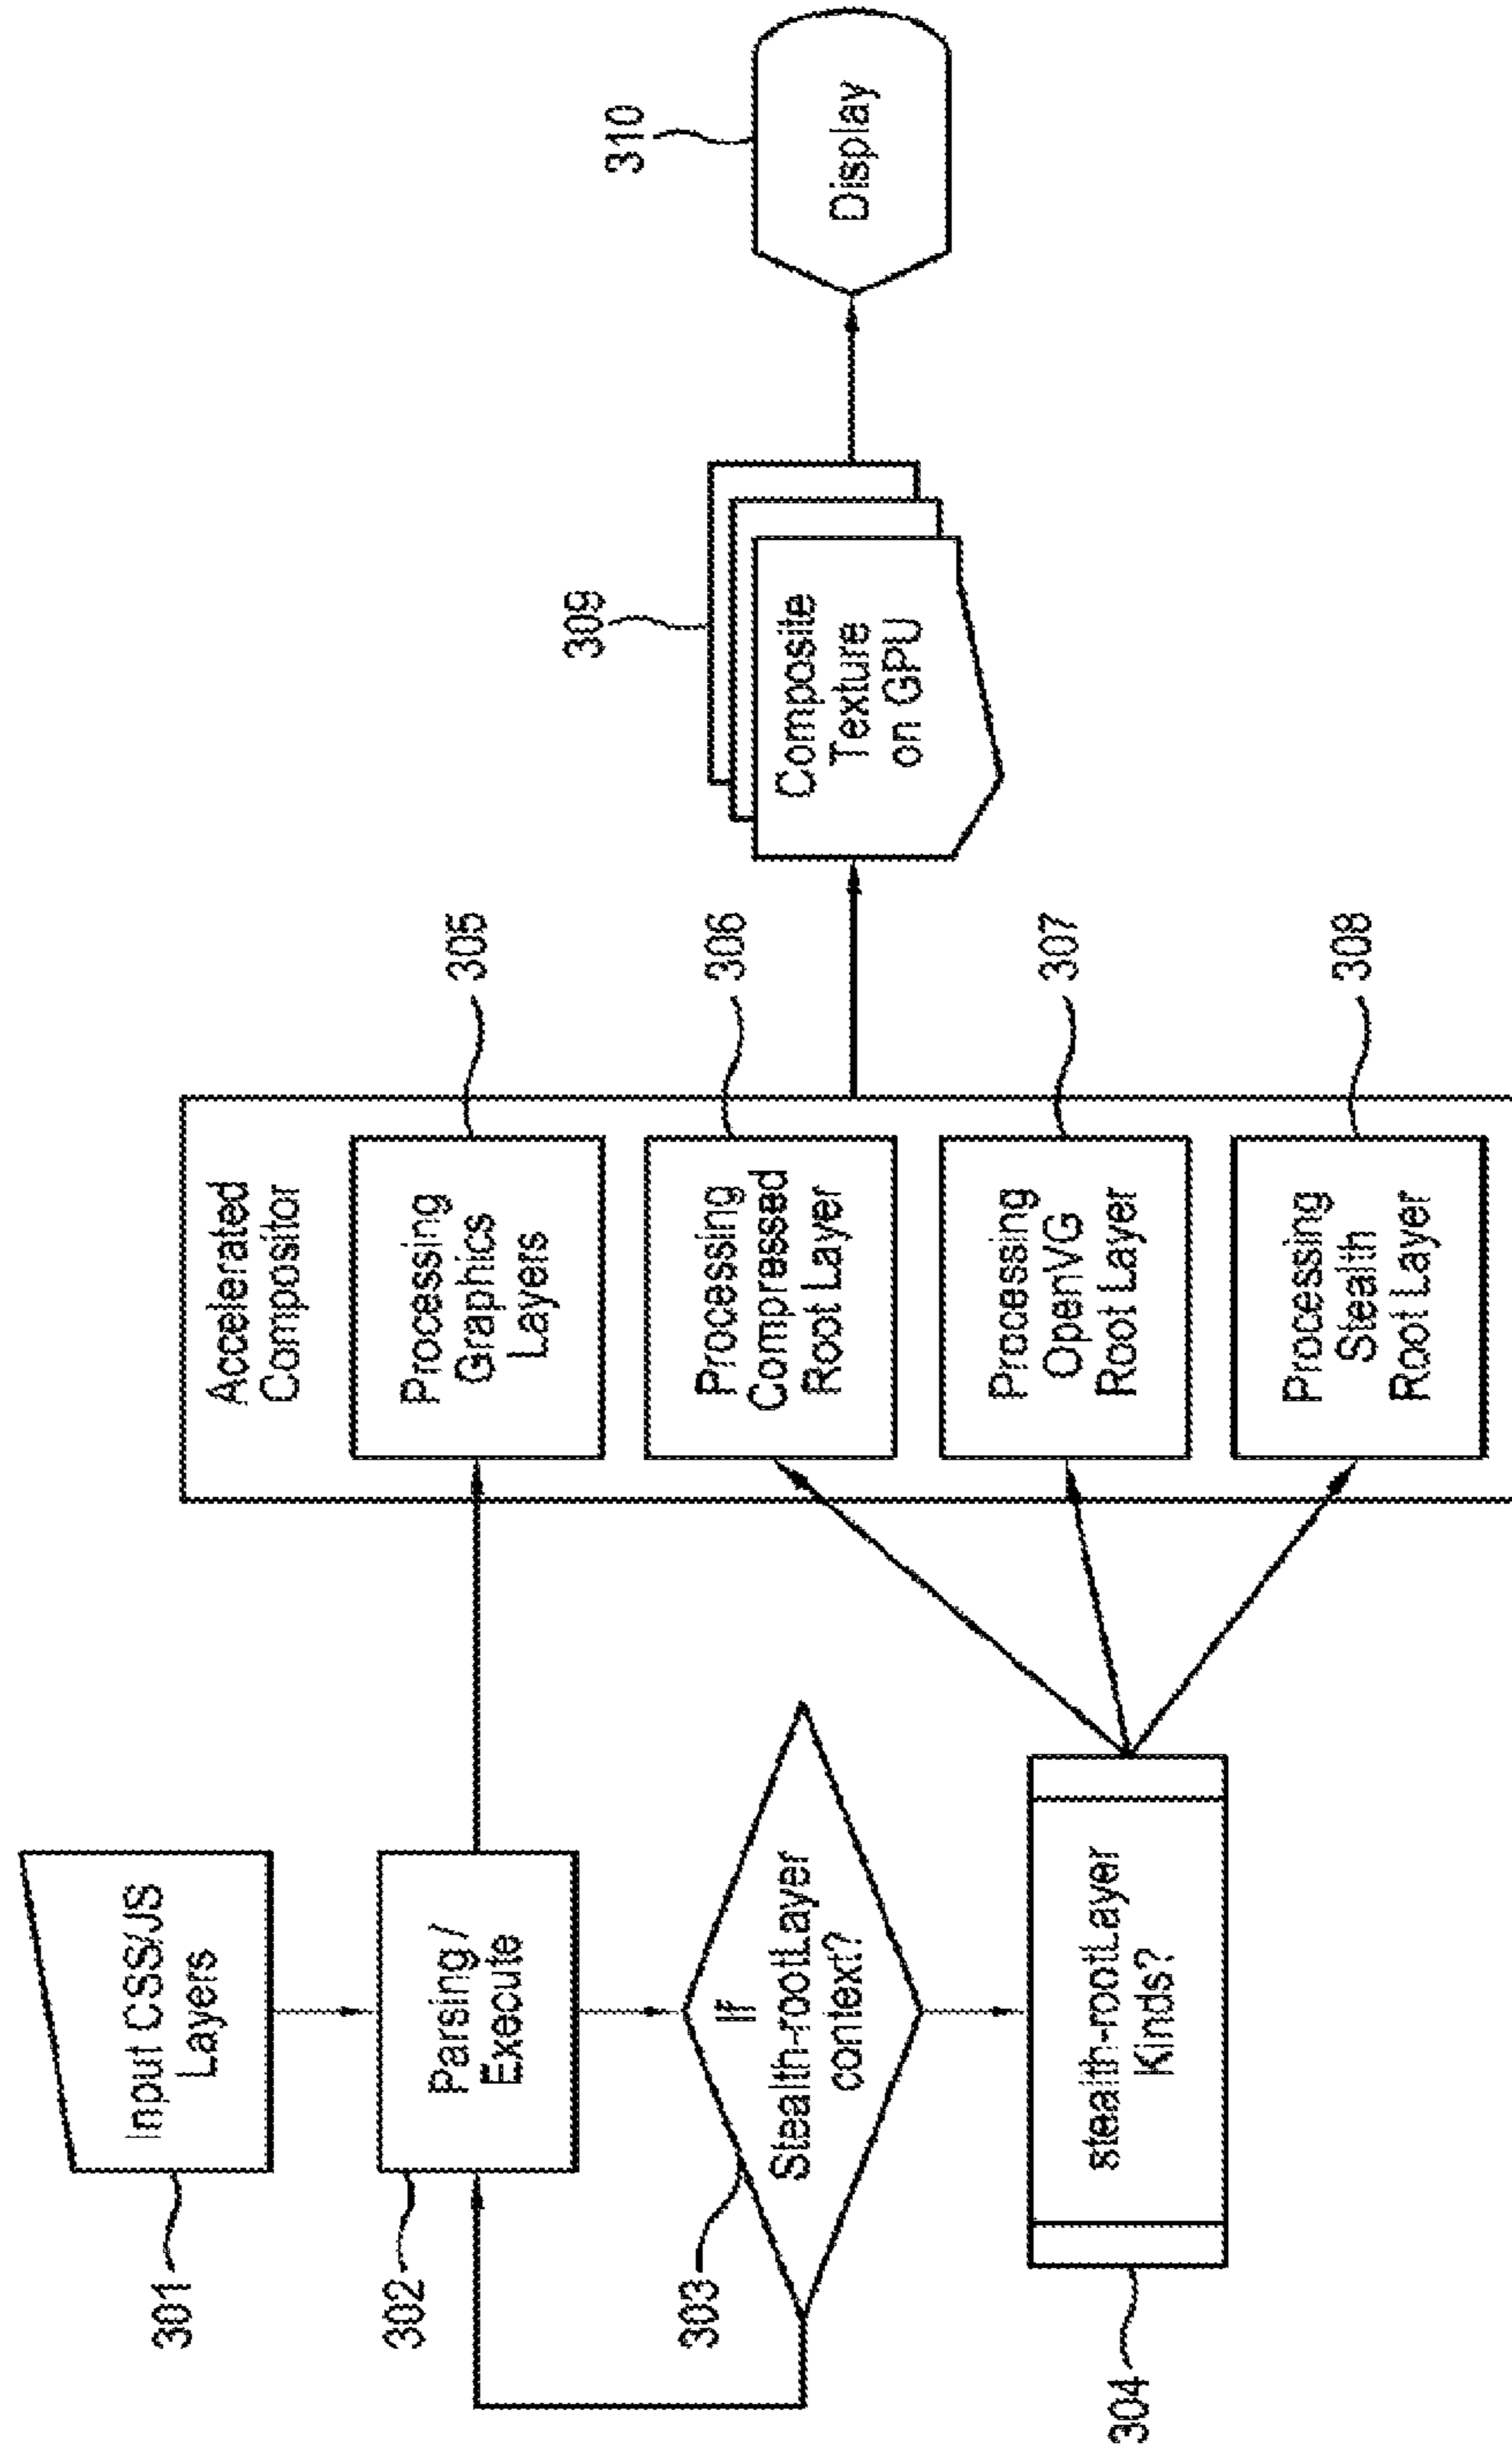 301
Input CSS/JS
Layers
302
Parsing /
Execute
303
If
Stealth-rootLayer
context?
304
stealth-rootLayer
Kinds?
Accelerated
Compositor
Processing
Graphics
Layers
305
Processing
Compressed
Root Layer
306
Processing
OpenVG
Root Layer
307
Processing
Stealth
Root Layer
308
309
Composite
Texture
on GPU
310
Display